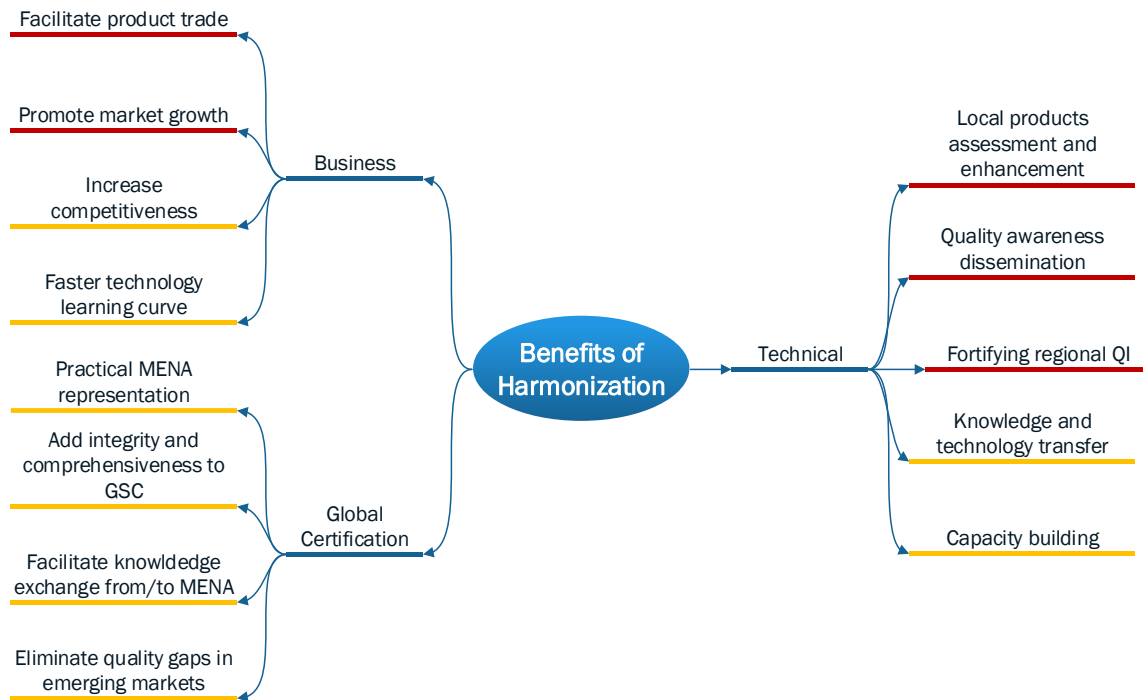 Facilitate product trade
Promote market growth
Increase
competitiveness
Faster technology
learning curve
Business
Practical MENA
representation
Add integrity and
comprehensiveness to
GSC
Facilitate knowldedge
exchange from/to MENA
Eliminate quality gaps in
emerging markets
Global
Certification
Benefits of
Harmonization
Technical
Local products
assessment and
enhancement
Quality awareness
dissemination
Fortifying regional QI
Knowledge and
technology transfer
Capacity building